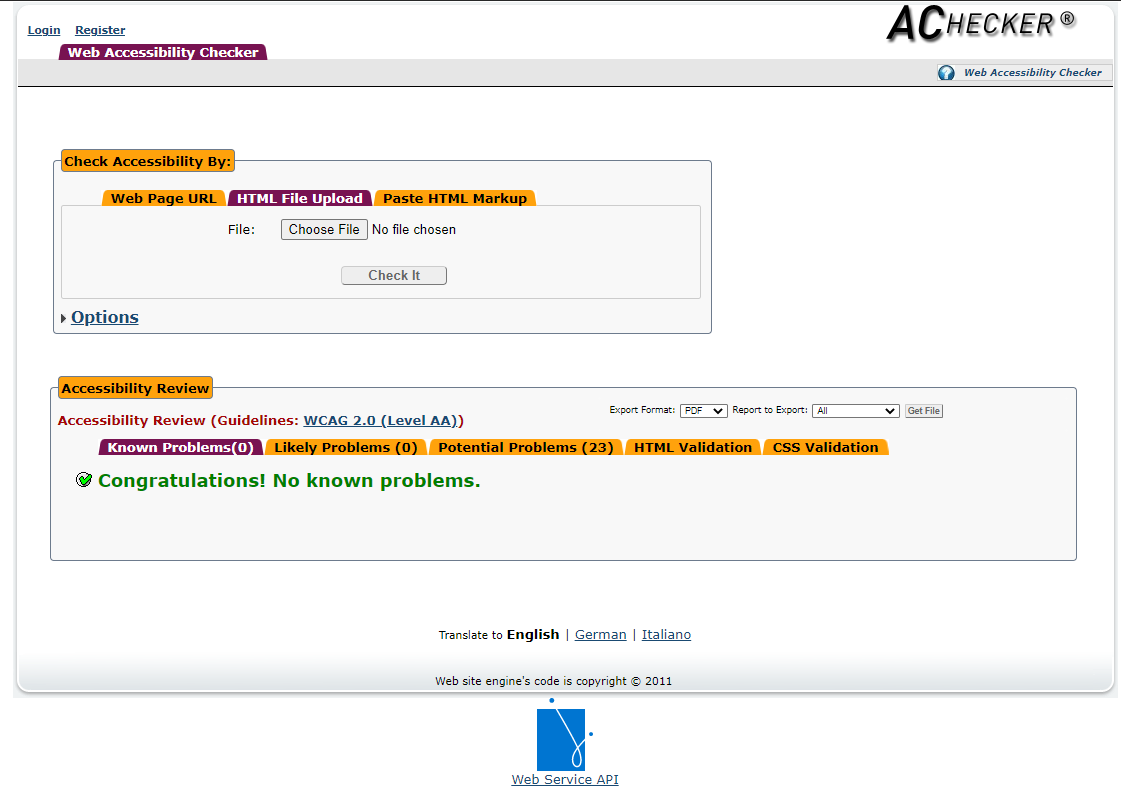 Login Register
ACHECKER ®
Web Accessibility Checker
Web Accessibility Checker
Check Accessibility By:
Web Page URL HTML File Upload Paste HTML Markup
File: Choose File No file chosen
Check It
Options
Accessibility Review
Export Format: PDF Report to Export: All Get File
Accessibility Review (Guidelines: WCAG 2.0 (Level AA))
Known Problems(0) Likely Problems (0) Potential Problems (23) HTML Validation CSS Validation
Congratulations! No known problems.
Translate to English | German | Italiano
Web site engine's code is copyright © 2011
Web Service API